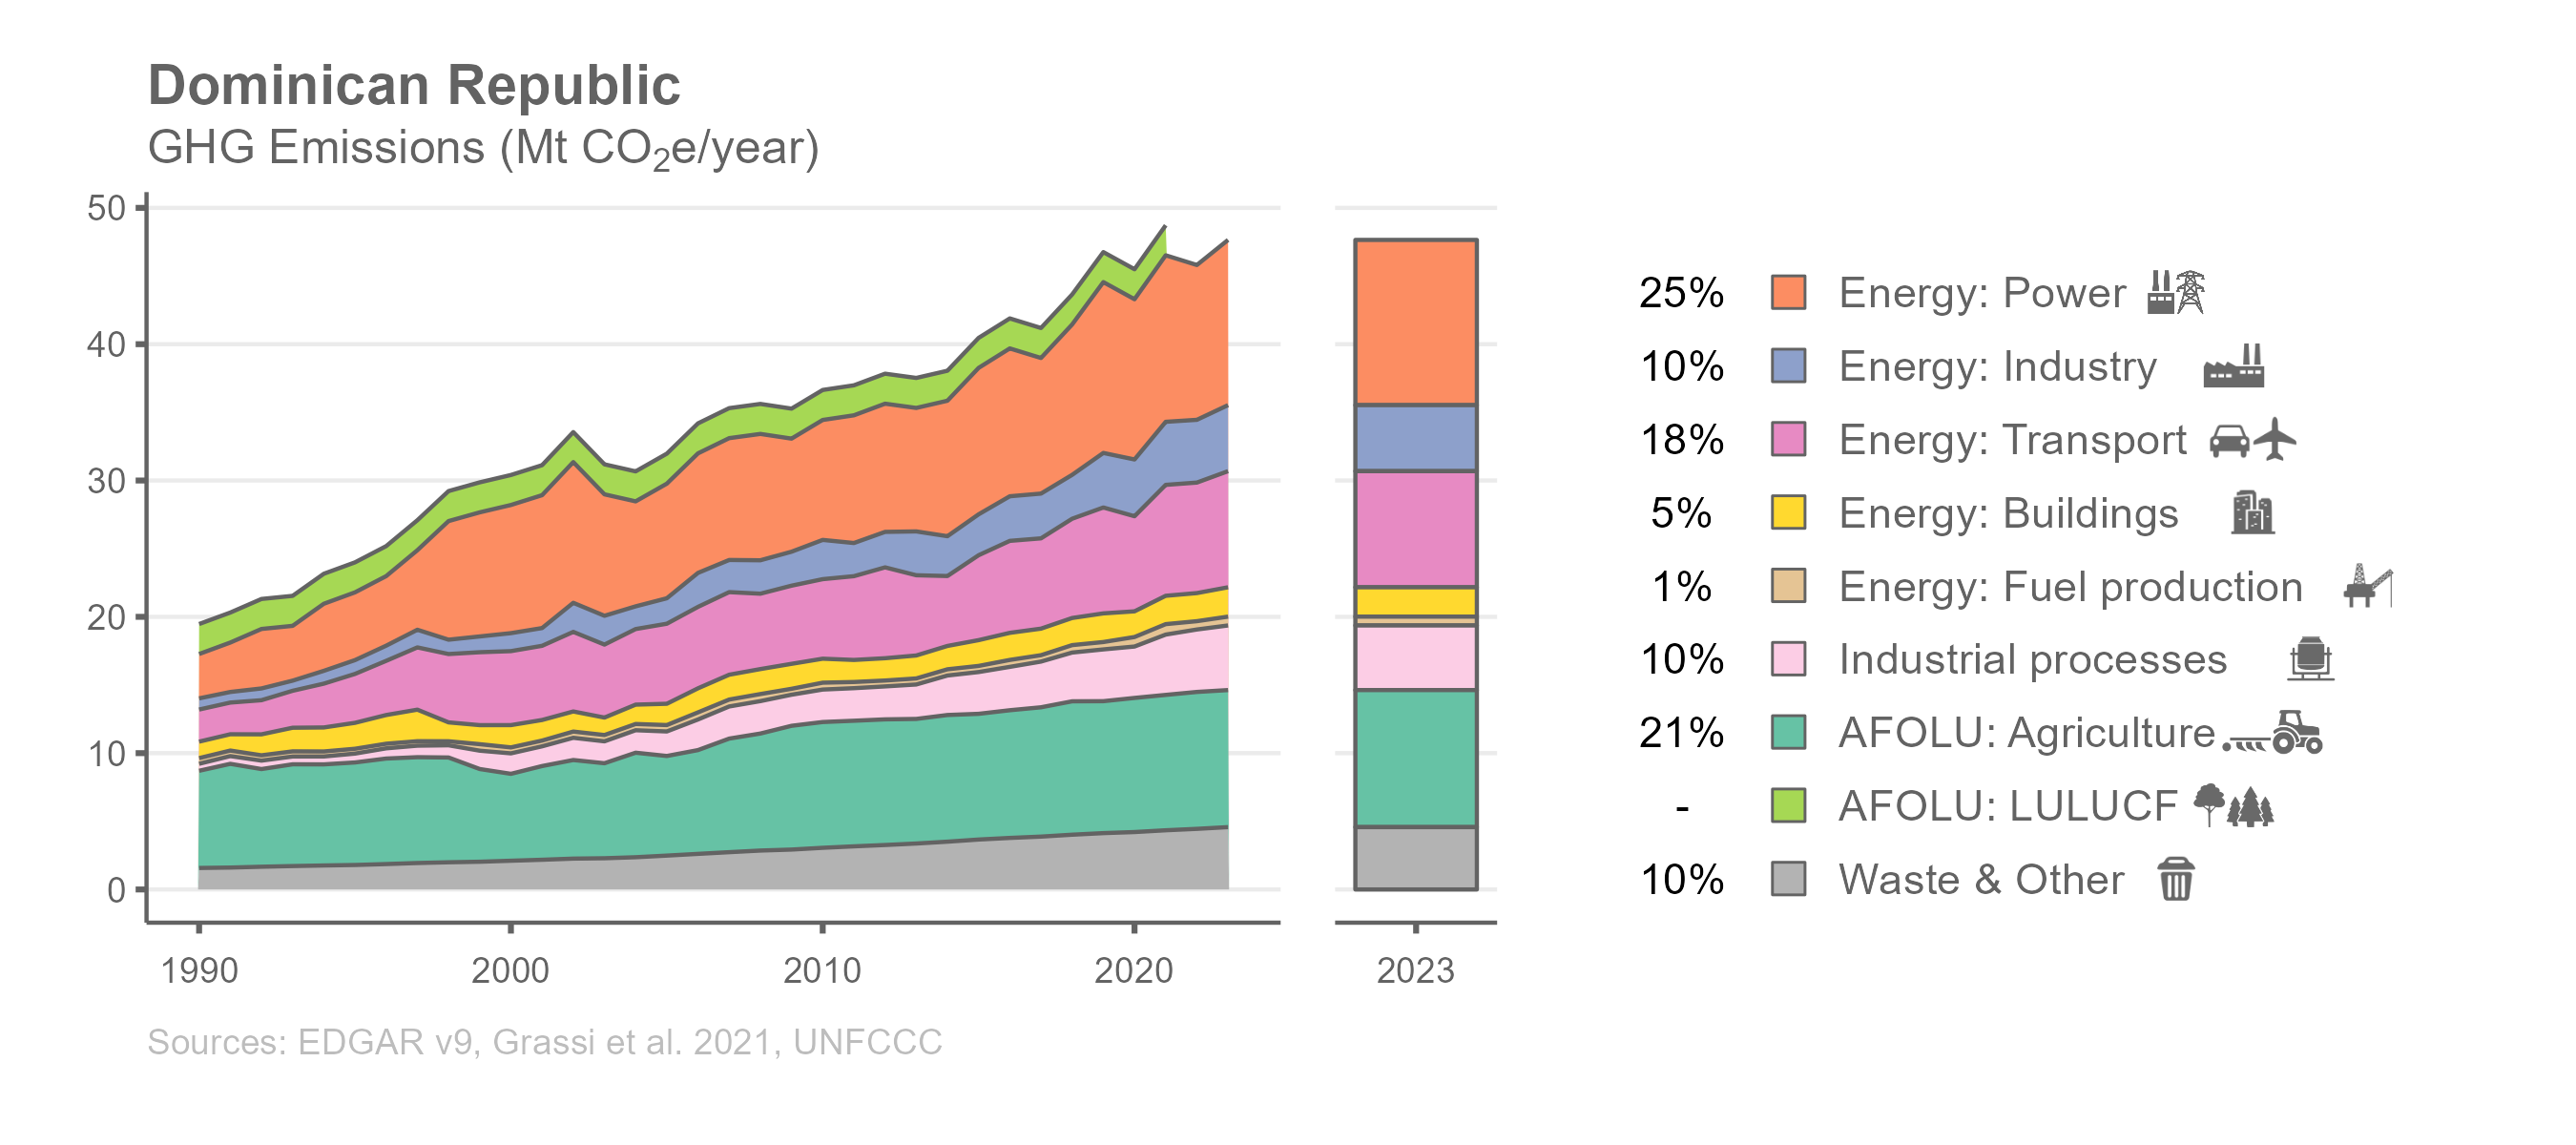 Dominican Republic
GHG Emissions (Mt CO₂e/year)
50
40
30
20
10
0
1990 2000 2010 2020 2023
25% Energy: Power
10% Energy: Industry
18% Energy: Transport
5% Energy: Buildings
1% Energy: Fuel production
10% Industrial processes
21% AFOLU: Agriculture
- AFOLU: LULUCF
10% Waste & Other
Sources: EDGAR v9, Grassi et al. 2021, UNFCCC